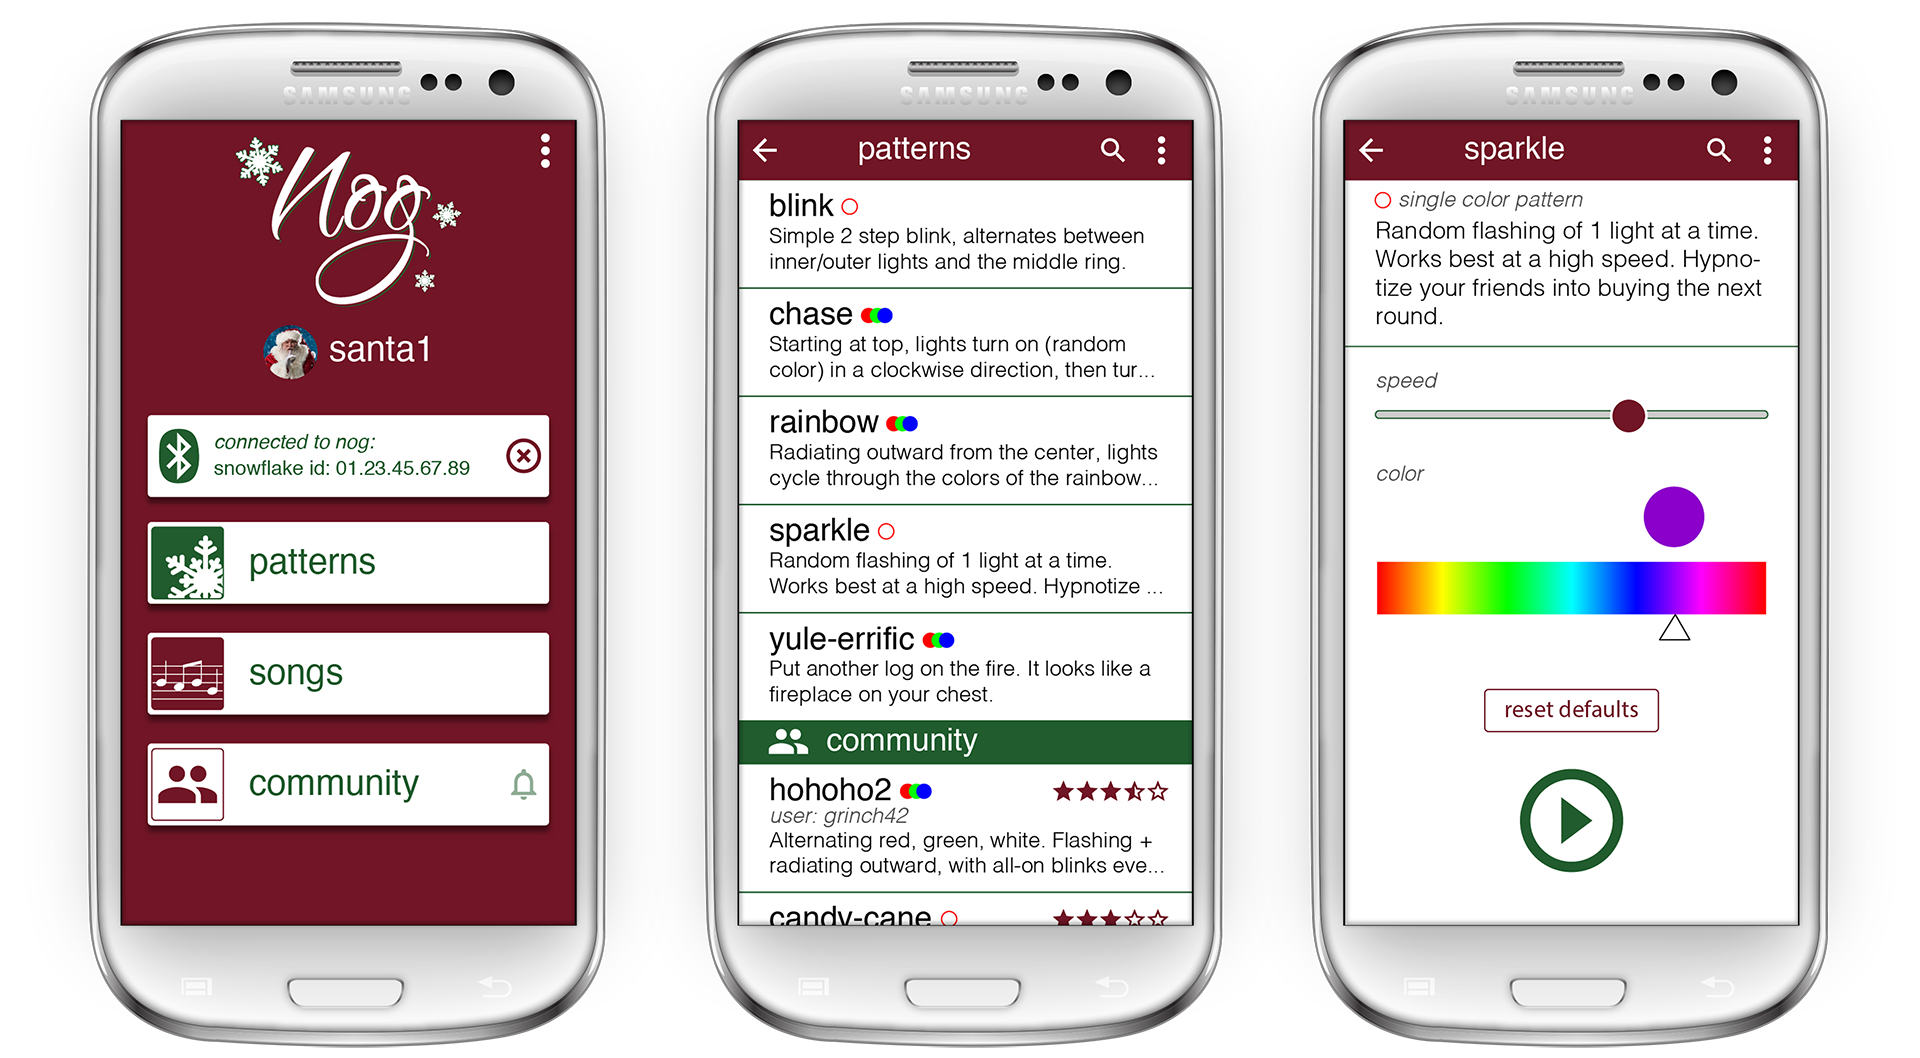 SAMSUNG
Nog
santa1
connected to nog:
snowflake id: 01.23.45.67.89
patterns
songs
community
SAMSUNG
patterns
blink
Simple 2 step blink, alternates between
inner/outer lights and the middle ring.
chase
Starting at top, lights turn on (random
color) in a clockwise direction, then tur...
rainbow
Radiating outward from the center, lights
cycle through the colors of the rainbow...
sparkle
Random flashing of 1 light at a time.
Works best at a high speed. Hypnotize ...
yule-errific
Put another log on the fire. It looks like a
fireplace on your chest.
community
hohoho2
user: grinch42
Alternating red, green, white. Flashing +
radiating outward, with all-on blinks eve...
candy-cane
SAMSUNG
sparkle
single color pattern
Random flashing of 1 light at a time.
Works best at a high speed. Hypno-
tize your friends into buying the next
round.
speed
color
reset defaults